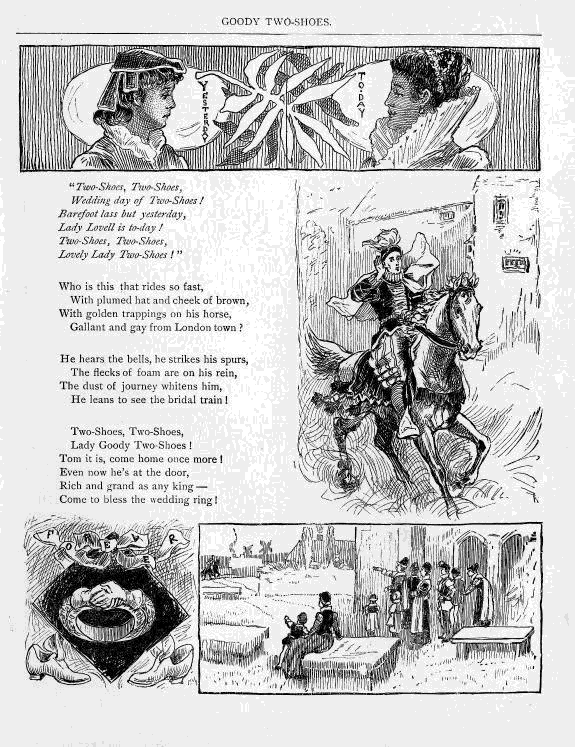 GOODY TWO-SHOES.
YESTERDAY
TO-DAY
"Two-Shoes, Two-Shoes,
Wedding day of Two-Shoes!
Barefoot lass but yesterday,
Lady Lovell is to-day!
Two-Shoes, Two-Shoes,
Lovely Lady Two-Shoes!"
Who is this that rides so fast,
With plumed hat and cheek of brown,
With golden trappings on his horse,
Gallant and gay from London town?
He hears the bells, he strikes his spurs,
The flecks of foam are on his rein,
The dust of journey whitens him,
He leans to see the bridal train!
Two-Shoes, Two-Shoes,
Lady Goody Two-Shoes!
Tom it is, come home once more!
Even now he's at the door,
Rich and grand as any king —
Come to bless the wedding ring!
FOREVER